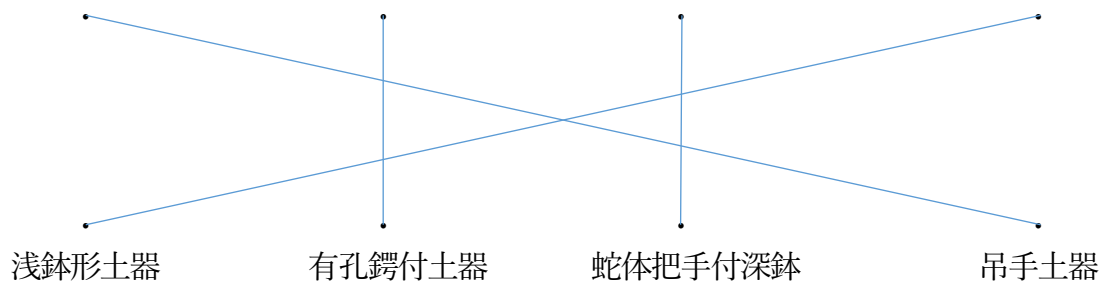 浅鉢形土器
有孔鍔付土器
蛇体把手付深鉢
吊手土器